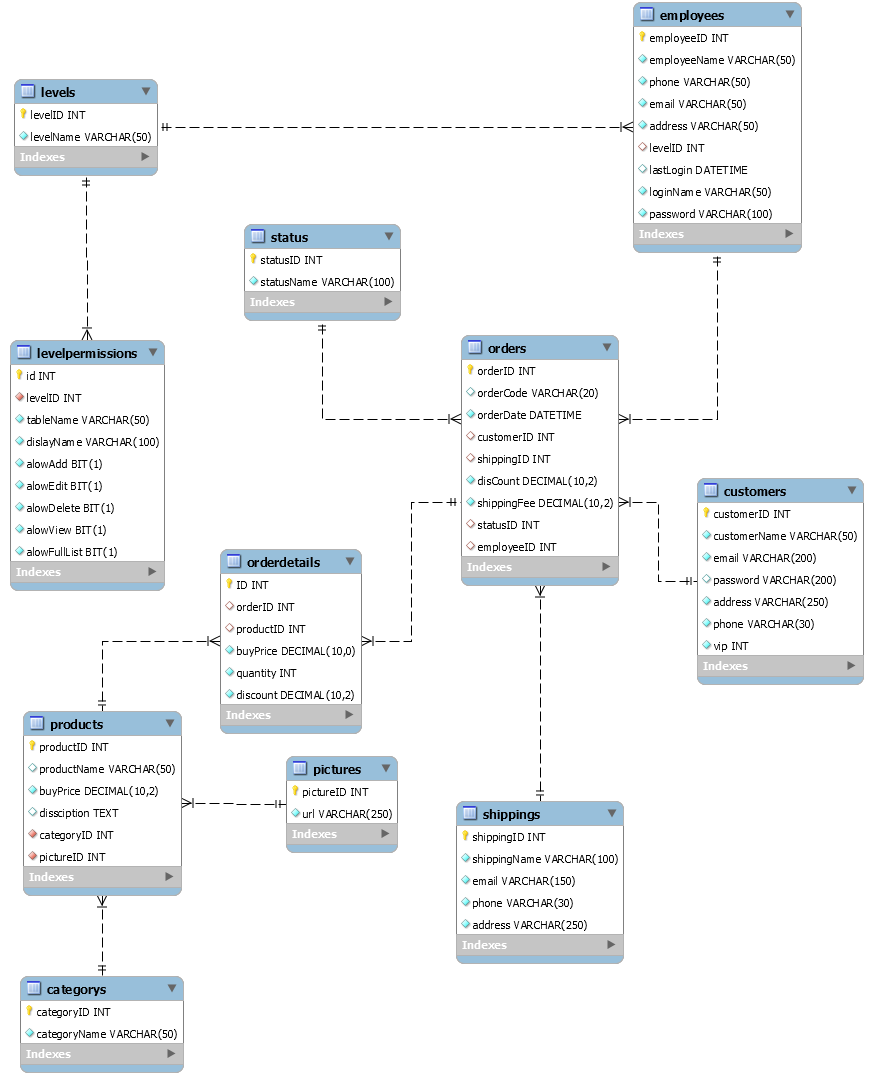 employees
employeeID INT
employeeName VARCHAR(50)
phone VARCHAR(50)
email VARCHAR(50)
address VARCHAR(50)
levelID INT
lastLogin DATETIME
loginName VARCHAR(50)
password VARCHAR(100)
Indexes
levels
levelID INT
levelName VARCHAR(50)
Indexes
status
statusID INT
statusName VARCHAR(100)
Indexes
levelpermissions
id INT
levelID INT
tableName VARCHAR(50)
dislayName VARCHAR(100)
alowAdd BIT(1)
alowEdit BIT(1)
alowDelete BIT(1)
alowView BIT(1)
alowFullList BIT(1)
Indexes
orders
orderID INT
orderCode VARCHAR(20)
orderDate DATETIME
customerID INT
shippingID INT
disCount DECIMAL(10,2)
shippingFee DECIMAL(10,2)
statusID INT
employeeID INT
Indexes
customers
customerID INT
customerName VARCHAR(50)
email VARCHAR(200)
password VARCHAR(200)
address VARCHAR(250)
phone VARCHAR(30)
vip INT
Indexes
orderdetails
ID INT
orderID INT
productID INT
buyPrice DECIMAL(10,0)
quantity INT
discount DECIMAL(10,2)
Indexes
products
productID INT
productName VARCHAR(50)
buyPrice DECIMAL(10,2)
dissciption TEXT
categoryID INT
pictureID INT
Indexes
pictures
pictureID INT
url VARCHAR(250)
Indexes
shippings
shippingID INT
shippingName VARCHAR(100)
email VARCHAR(150)
phone VARCHAR(30)
address VARCHAR(250)
Indexes
categorys
categoryID INT
categoryName VARCHAR(50)
Indexes